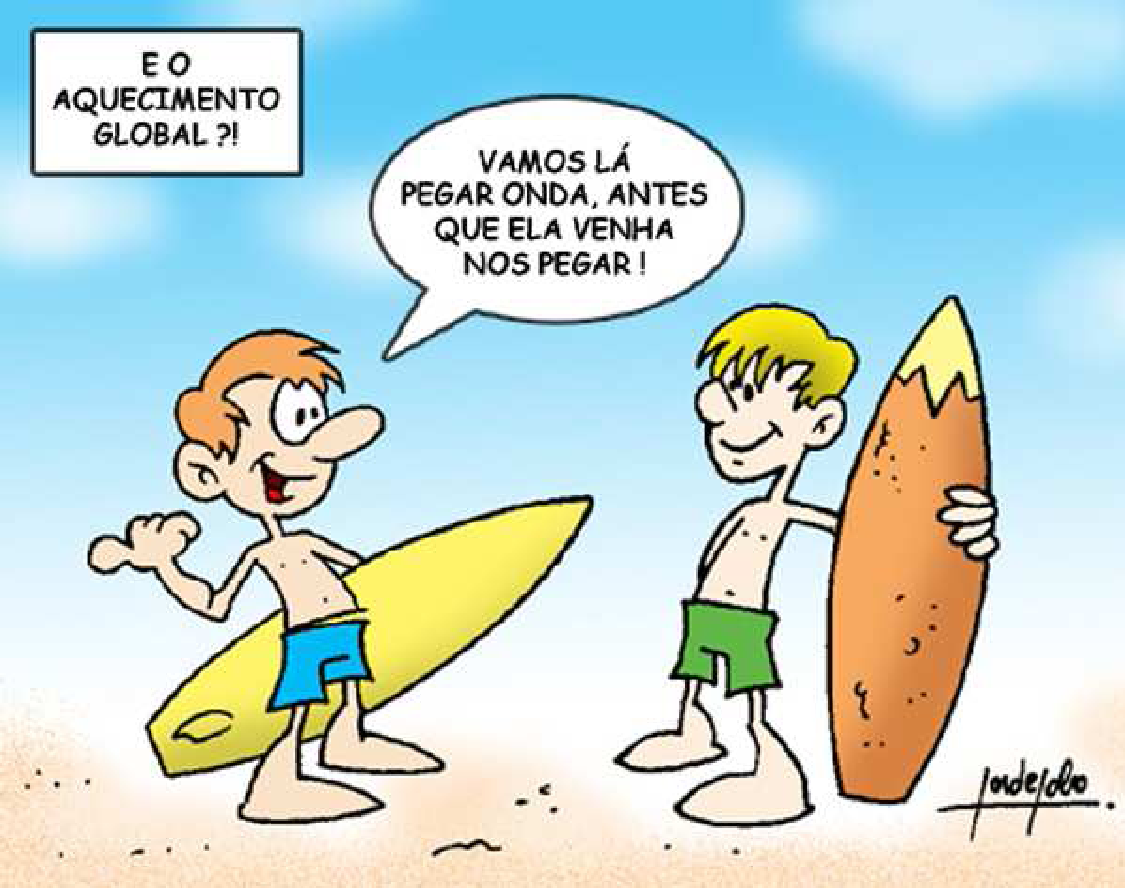 E O
AQUECIMENTO
GLOBAL ?!
VAMOS LÁ
PEGAR ONDA, ANTES
QUE ELA VENHA
NOS PEGAR !